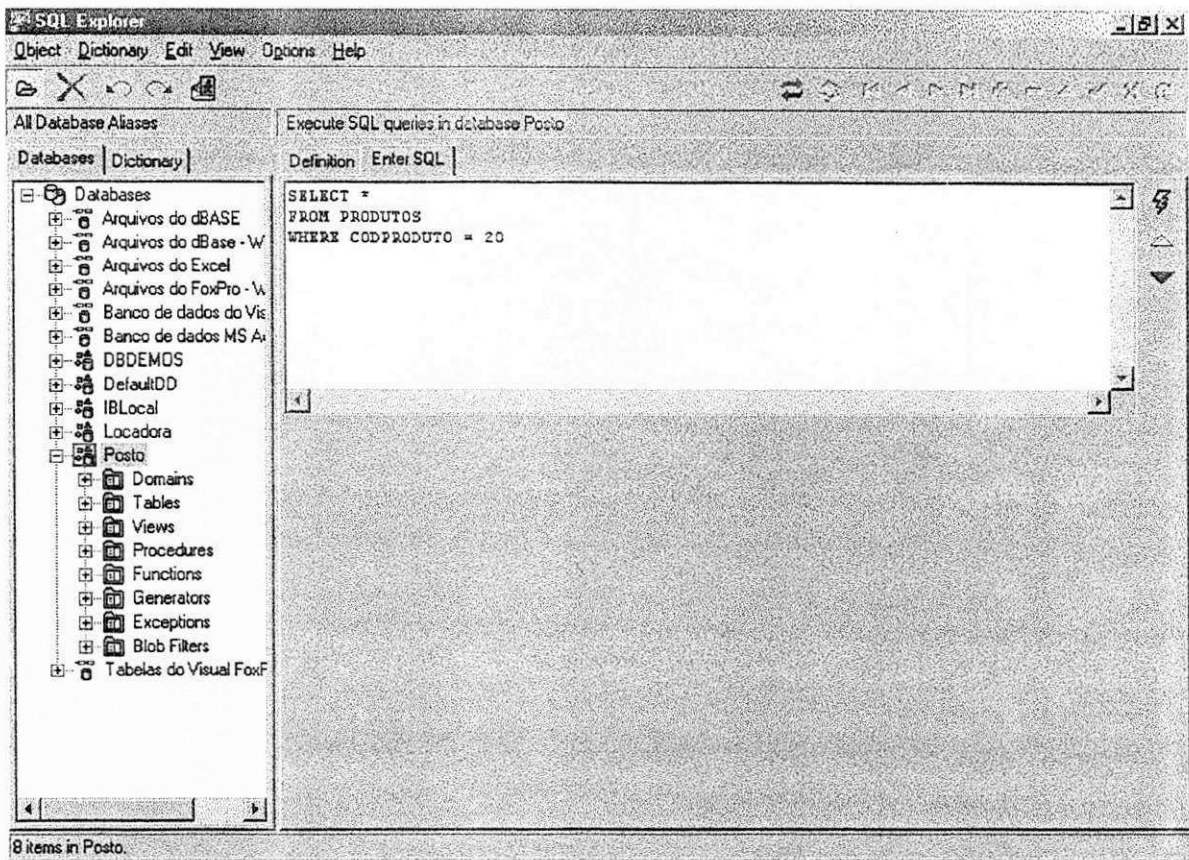 SQL Explorer
Object Dictionary Edit View Options Help
All Database Aliases
Execute SQL queries in database Posto
Databases Dictionary
Definition Enter SQL
Databases
Arquivos do dBASE
Arquivos do dBase - W
Arquivos do Excel
Arquivos do FoxPro - W
Banco de dados do Vis
Banco de dados MS A
DBDEMOS
DefaultDD
IBLocal
Locadora
Posto
Domains
Tables
Views
Procedures
Functions
Generators
Exceptions
Blob Filters
Tabelas do Visual FoxF
SELECT *
FROM PRODUTOS
WHERE CODPRODUTO = 20
8 items in Posto.